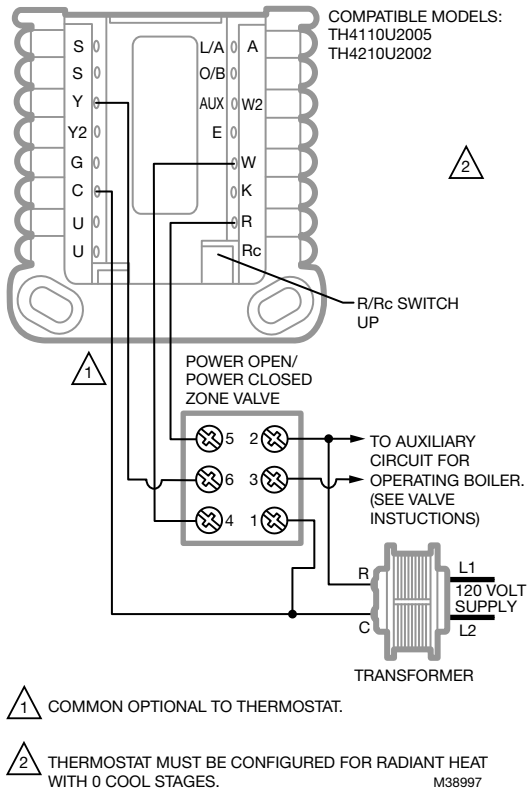 COMPATIBLE MODELS:
TH4110U2005
TH4210U2002
S
S
Y
Y2
G
C
U
U
L/A A
O/B
AUX W2
E
W
K
R
Rc
2
R/Rc SWITCH
UP
1
POWER OPEN/
POWER CLOSED
ZONE VALVE
5 2
6 3
4 1
TO AUXILIARY
CIRCUIT FOR
OPERATING BOILER.
(SEE VALVE
INSTUCTIONS)
R
C
L1
120 VOLT
SUPPLY
L2
TRANSFORMER
1 COMMON OPTIONAL TO THERMOSTAT.
2 THERMOSTAT MUST BE CONFIGURED FOR RADIANT HEAT
WITH 0 COOL STAGES.
M38997